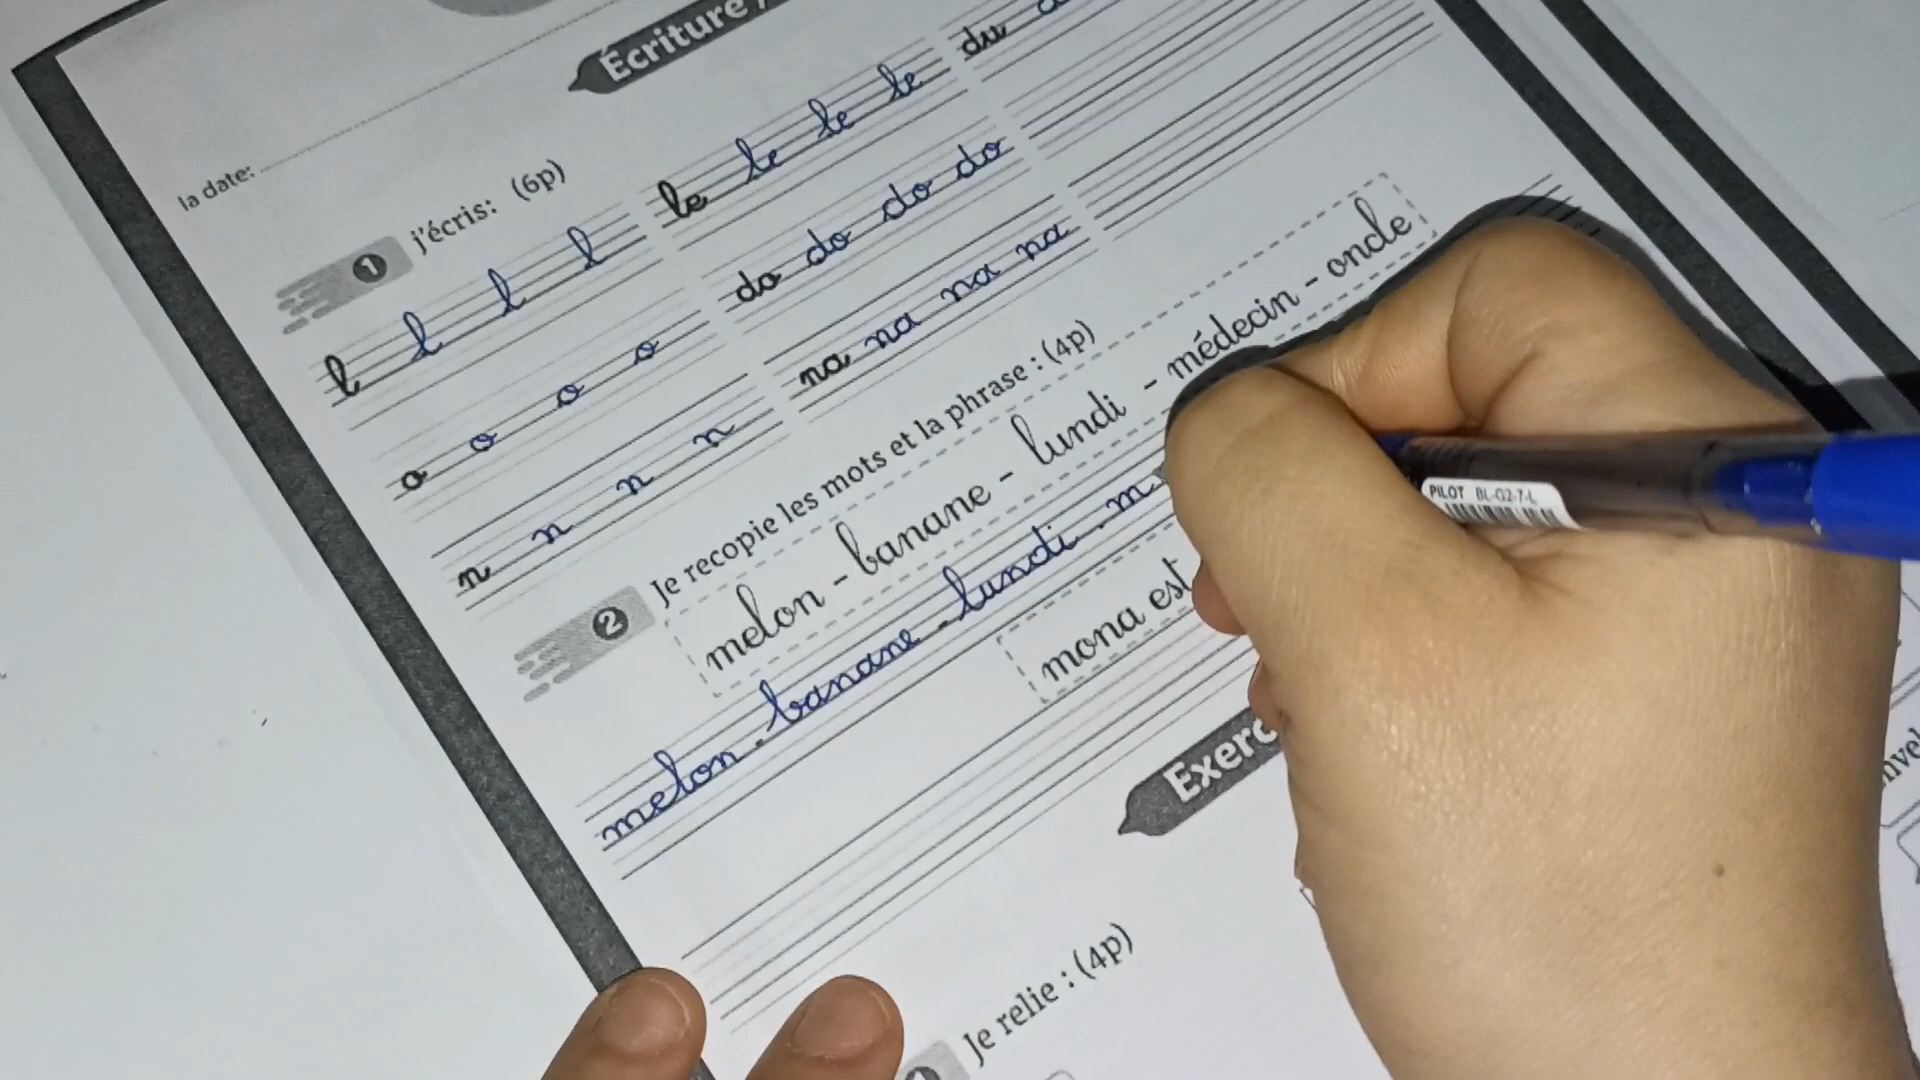 Écriture
la date:
1 j'écris: (6p)
l l l l le le le le du
o o o o do do do do
n n n n na na na na
2 Je recopie les mots et la phrase : (4p)
melon - banane - lundi - médecin - oncle
melon - banane - lundi - m
mona est
Je relie : (4p)
PILOT BL-G2-7-L